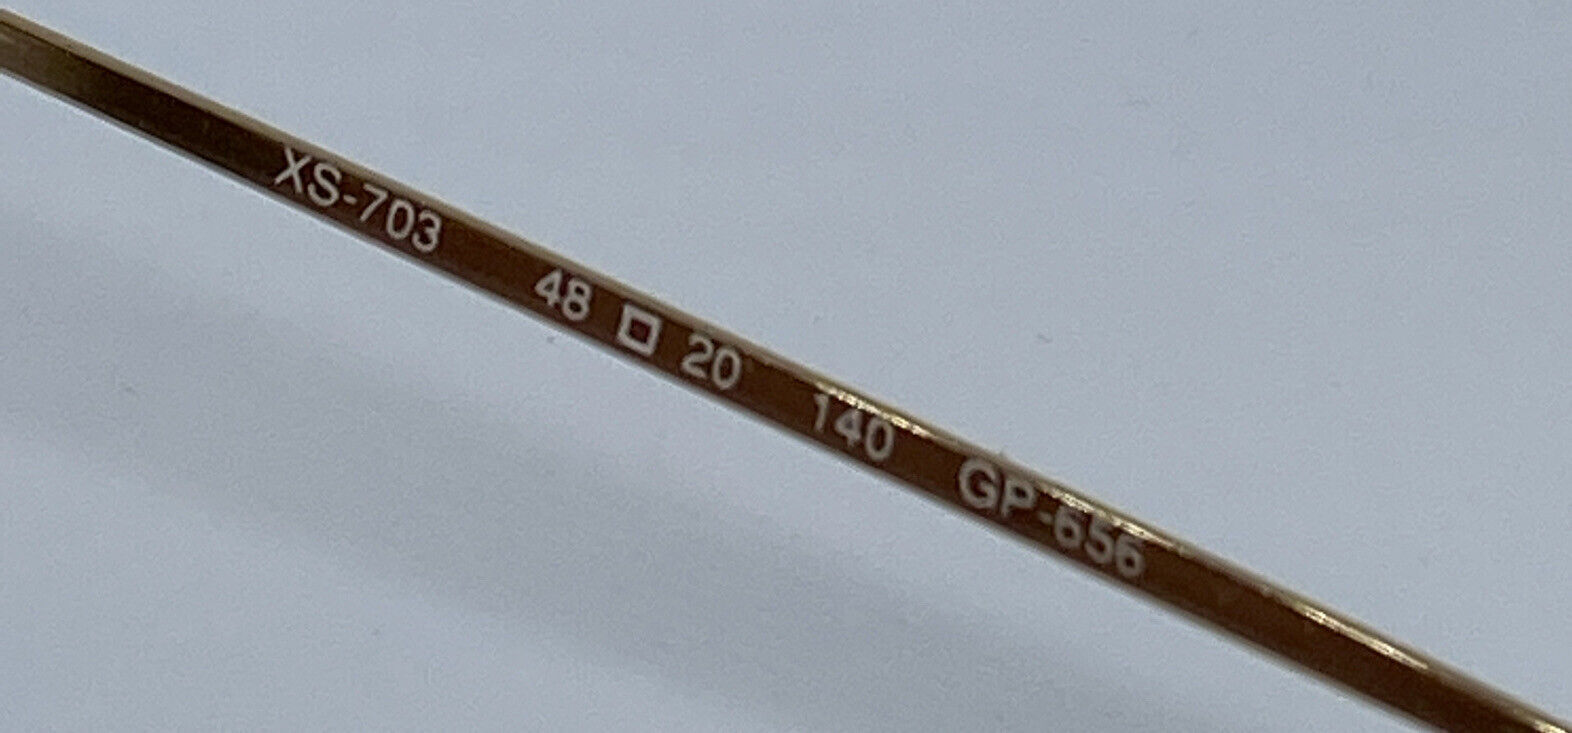 XS-703 48 □ 20 140 GP-656